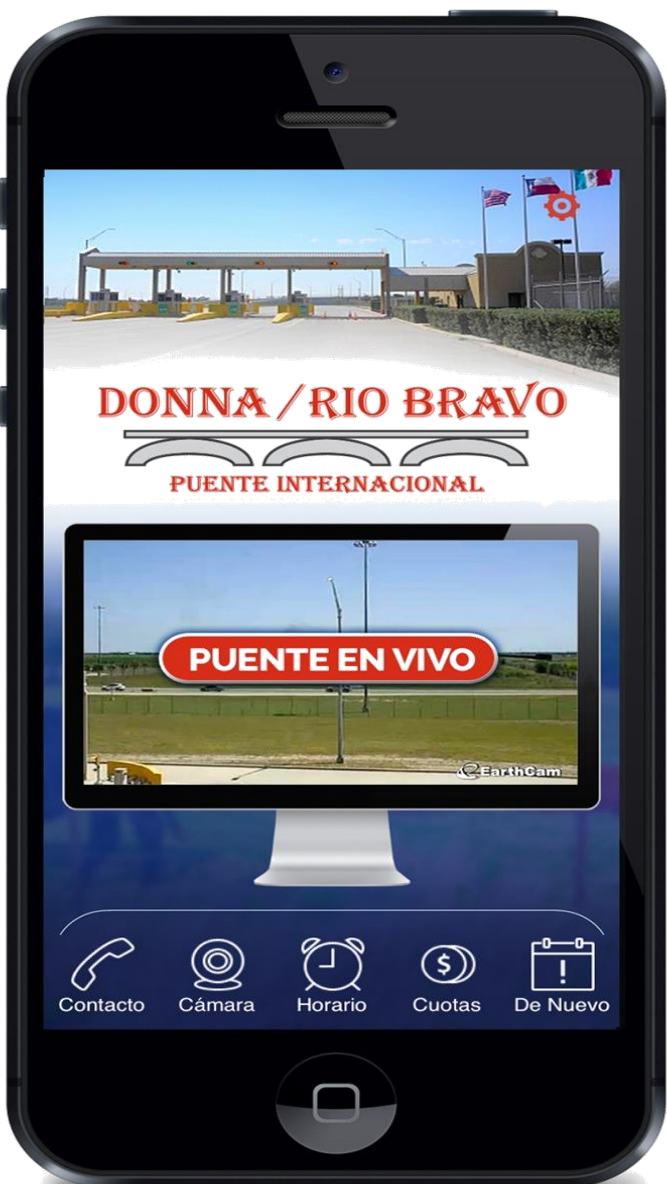 DONNA / RIO BRAVO
PUENTE INTERNACIONAL
PUENTE EN VIVO
EarthCam
Contacto
Cámara
Horario
Cuotas
De Nuevo